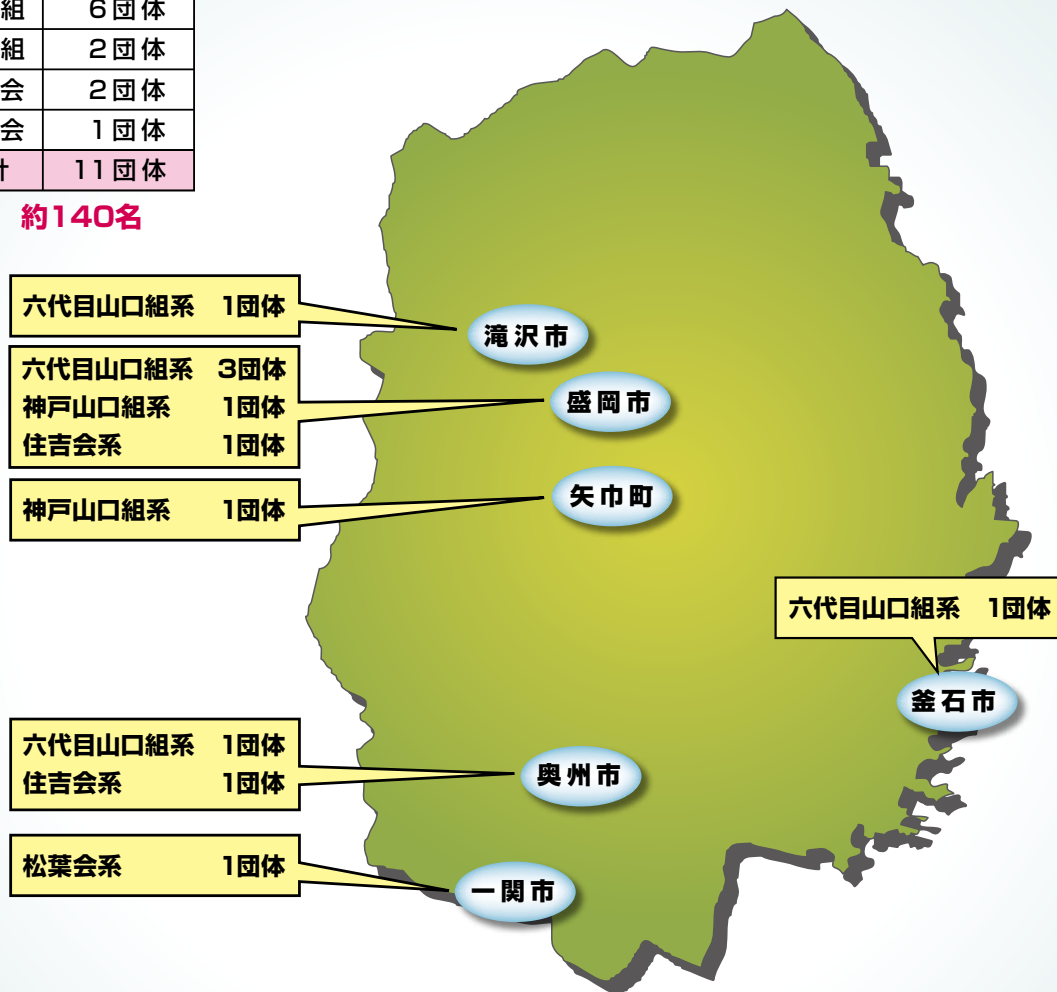 組 6団体
組 2団体
会 2団体
会 1団体
計 11団体
約140名
六代目山口組系 1団体
滝沢市
六代目山口組系 3団体
神戸山口組系 1団体
住吉会系 1団体
盛岡市
神戸山口組系 1団体
矢巾町
六代目山口組系 1団体
釜石市
六代目山口組系 1団体
住吉会系 1団体
奥州市
松葉会系 1団体
一関市